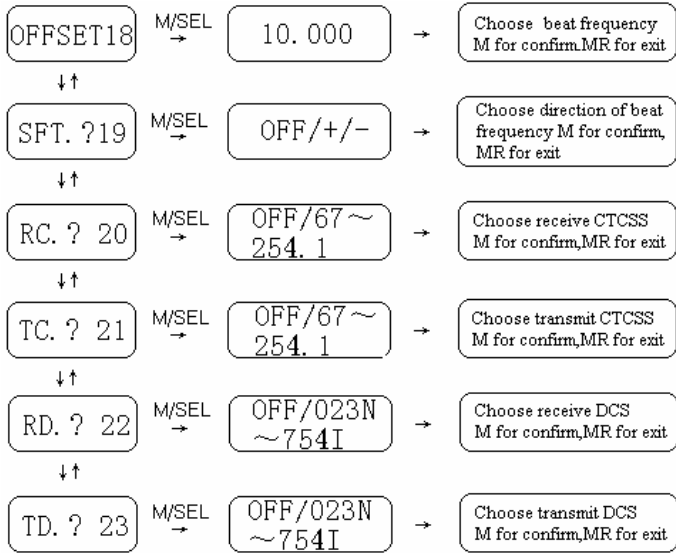 OFFSET18 M/SEL → 10.000 → Choose beat frequency
M for confirm.MR for exit
↓↑
SFT. ?19 M/SEL → OFF/+/- → Choose direction of beat
frequency M for confirm,
MR for exit
↓↑
RC. ? 20 M/SEL → OFF/67～
254. 1 → Choose receive CTCSS
M for confirm,MR for exit
↓↑
TC. ? 21 M/SEL → OFF/67～
254. 1 → Choose transmit CTCSS
M for confirm,MR for exit
↓↑
RD. ? 22 M/SEL → OFF/023N
～754I → Choose receive DCS
M for confirm,MR for exit
↓↑
TD. ? 23 M/SEL → OFF/023N
～754I → Choose transmit DCS
M for confirm,MR for exit